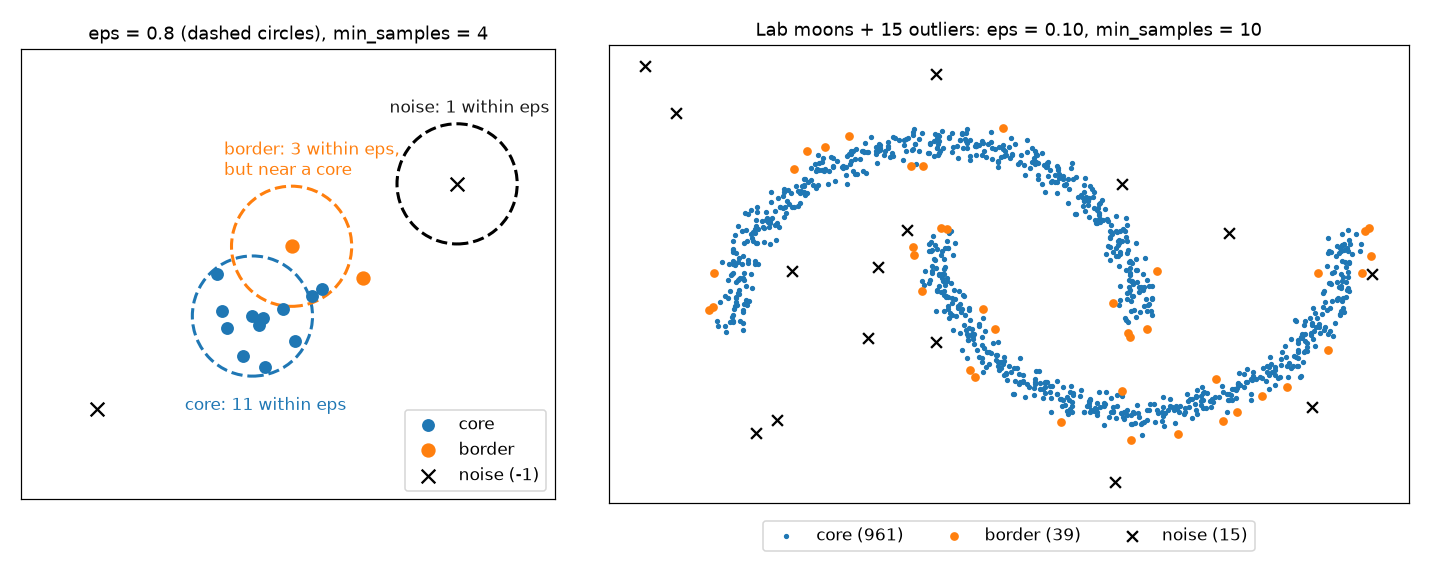 eps = 0.8 (dashed circles), min_samples = 4
noise: 1 within eps
border: 3 within eps,
but near a core
core: 11 within eps
core
border
noise (-1)
Lab moons + 15 outliers: eps = 0.10, min_samples = 10
core (961)
border (39)
noise (15)